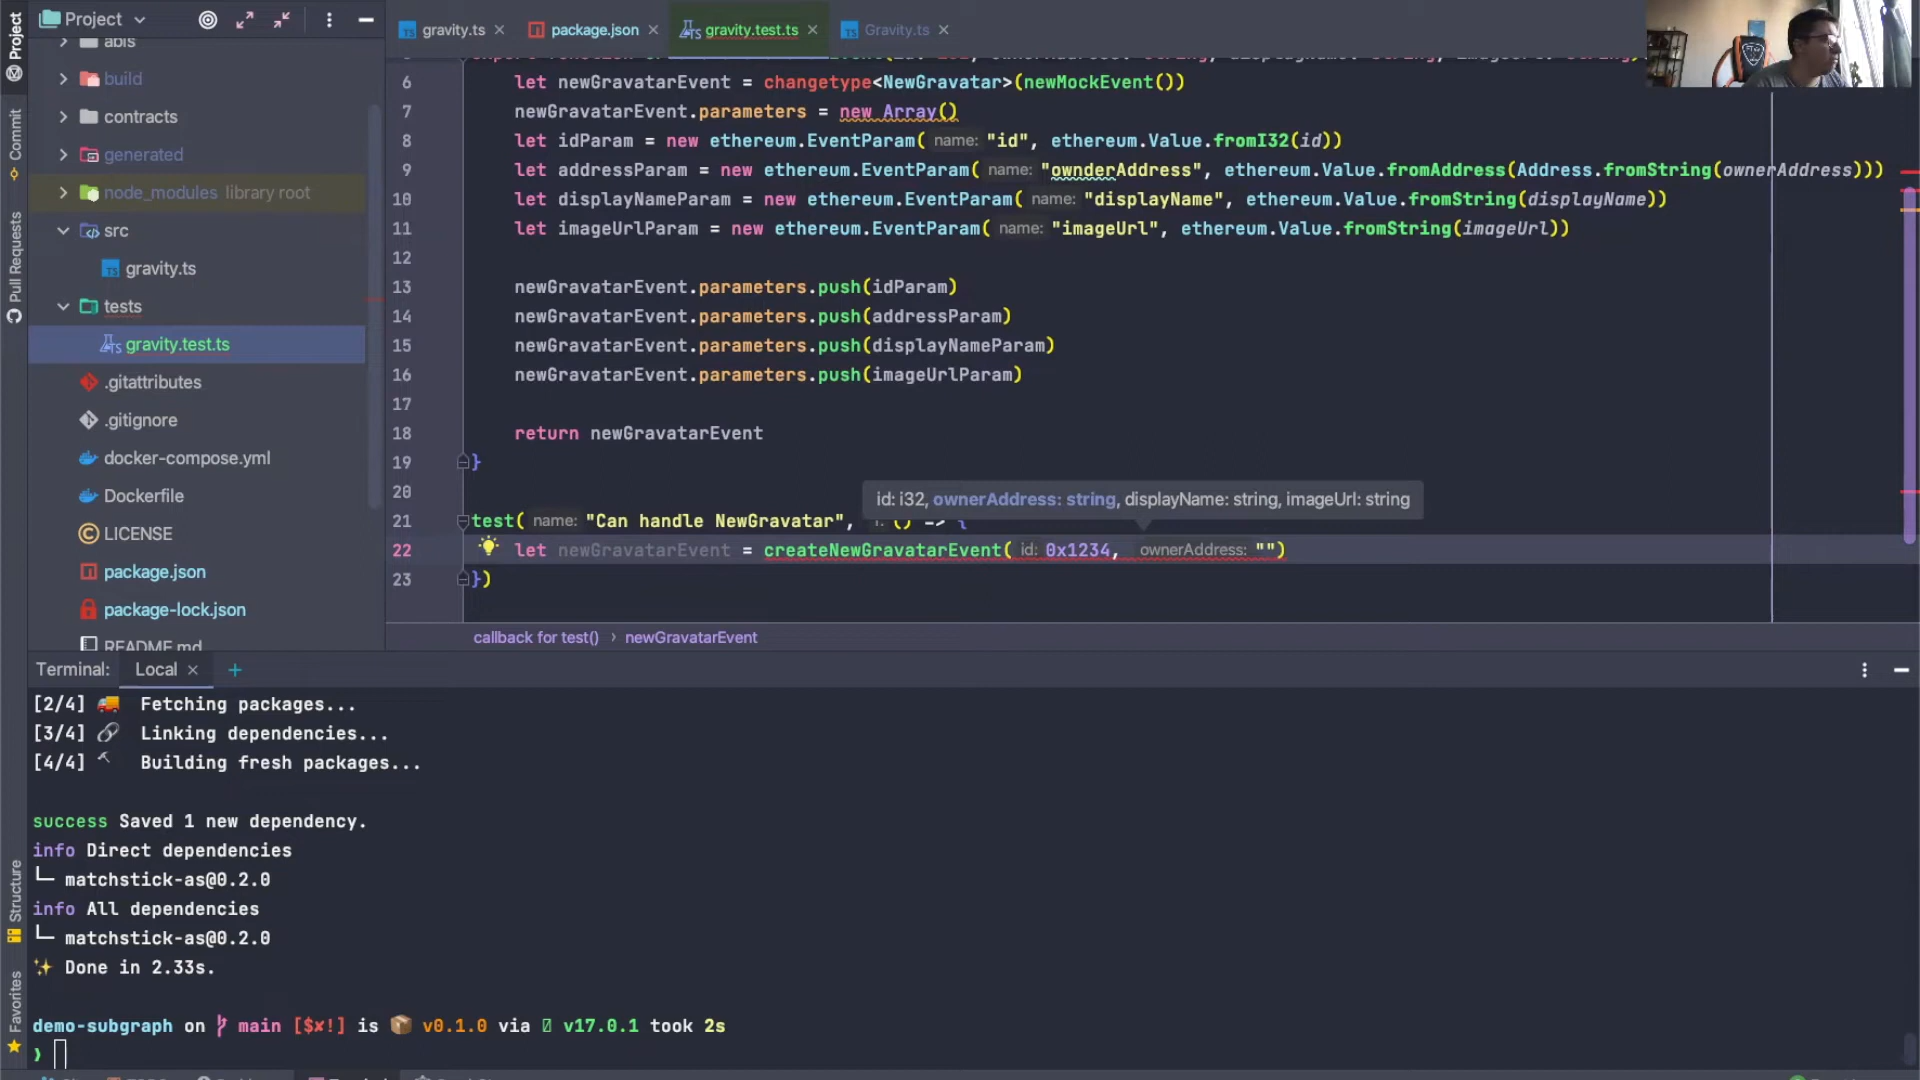 Project
gravity.ts
package.json
gravity.test.ts
Gravity.ts
Project
Commit
Pull Requests
Structure
Favorites
abis
build
contracts
generated
node_modules library root
src
gravity.ts
tests
gravity.test.ts
.gitattributes
.gitignore
docker-compose.yml
Dockerfile
LICENSE
package.json
package-lock.json
README.md
6 let newGravatarEvent = changetype<NewGravatar>(newMockEvent())
7 newGravatarEvent.parameters = new Array()
8 let idParam = new ethereum.EventParam( name: "id", ethereum.Value.fromI32(id))
9 let addressParam = new ethereum.EventParam( name: "ownderAddress", ethereum.Value.fromAddress(Address.fromString(ownerAddress)))
10 let displayNameParam = new ethereum.EventParam( name: "displayName", ethereum.Value.fromString(displayName))
11 let imageUrlParam = new ethereum.EventParam( name: "imageUrl", ethereum.Value.fromString(imageUrl))
12
13 newGravatarEvent.parameters.push(idParam)
14 newGravatarEvent.parameters.push(addressParam)
15 newGravatarEvent.parameters.push(displayNameParam)
16 newGravatarEvent.parameters.push(imageUrlParam)
17
18 return newGravatarEvent
19 }
20
id: i32, ownerAddress: string, displayName: string, imageUrl: string
21 test( name: "Can handle NewGravatar", () => {
22 let newGravatarEvent = createNewGravatarEvent( id: 0x1234, ownerAddress: "")
23 })
callback for test() › newGravatarEvent
Terminal: Local
[2/4] 🚚 Fetching packages...
[3/4] 🔗 Linking dependencies...
[4/4] 🔨 Building fresh packages...
success Saved 1 new dependency.
info Direct dependencies
└─ matchstick-as@0.2.0
info All dependencies
└─ matchstick-as@0.2.0
✨ Done in 2.33s.
demo-subgraph on main [$✘!] is 📦 v0.1.0 via v17.0.1 took 2s
❯